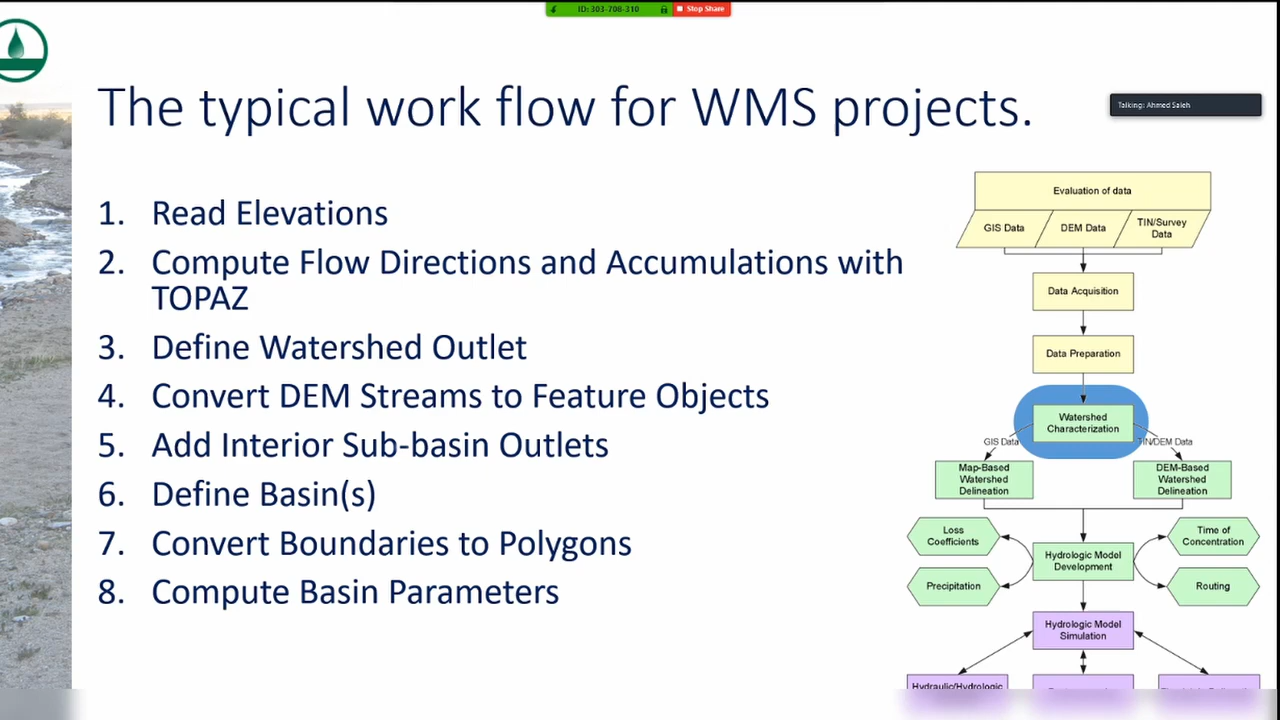 ID: 303-708-310
Stop Share
The typical work flow for WMS projects.
Talking: Ahmed Saleh
1. Read Elevations
2. Compute Flow Directions and Accumulations with
TOPAZ
3. Define Watershed Outlet
4. Convert DEM Streams to Feature Objects
5. Add Interior Sub-basin Outlets
6. Define Basin(s)
7. Convert Boundaries to Polygons
8. Compute Basin Parameters
Evaluation of data
GIS Data
DEM Data
TIN/Survey
Data
Data Acquisition
Data Preparation
Watershed
Characterization
GIS Data
TIN/DEM Data
Map-Based
Watershed
Delineation
DEM-Based
Watershed
Delineation
Loss
Coefficients
Time of
Concentration
Hydrologic Model
Development
Precipitation
Routing
Hydrologic Model
Simulation
Hydraulic/Hydrologic